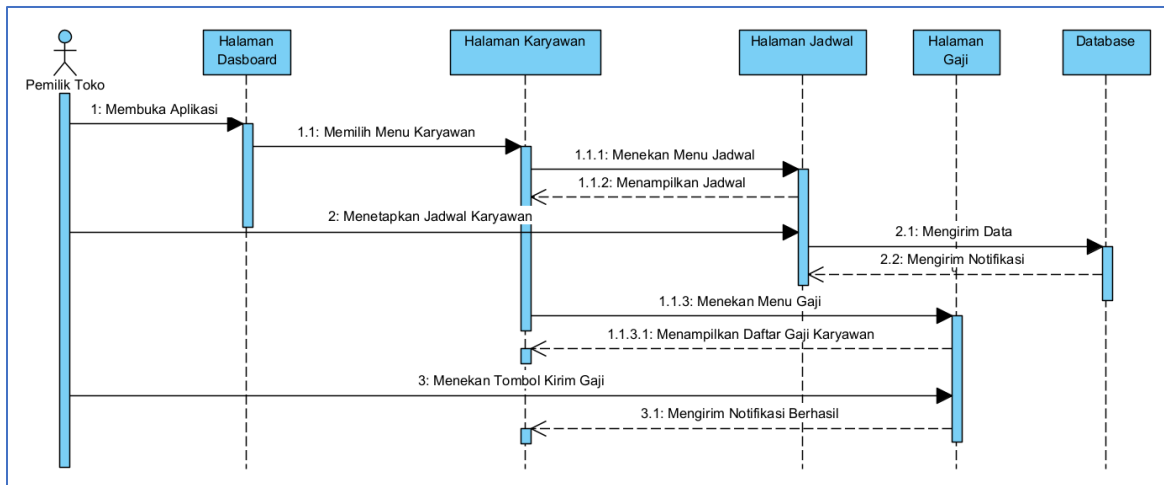 Pemilik Toko
Halaman
Dasboard
Halaman Karyawan
Halaman Jadwal
Halaman
Gaji
Database
1: Membuka Aplikasi
1.1: Memilih Menu Karyawan
1.1.1: Menekan Menu Jadwal
1.1.2: Menampilkan Jadwal
2: Menetapkan Jadwal Karyawan
2.1: Mengirim Data
2.2: Mengirim Notifikasi
1.1.3: Menekan Menu Gaji
1.1.3.1: Menampilkan Daftar Gaji Karyawan
3: Menekan Tombol Kirim Gaji
3.1: Mengirim Notifikasi Berhasil